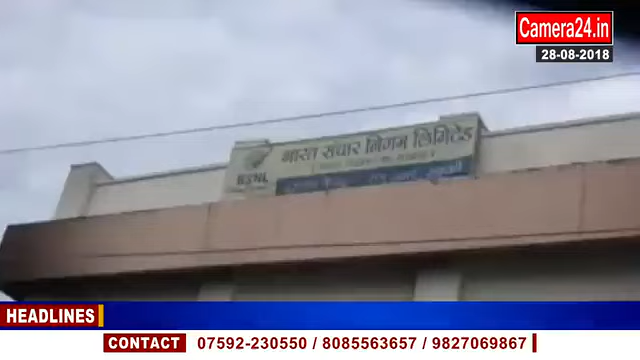 Camera24.in
28-08-2018
भारत संचार निगम लिमिटेड
BSNL
HEADLINES
CONTACT 07592-230550 / 8085563657 / 9827069867